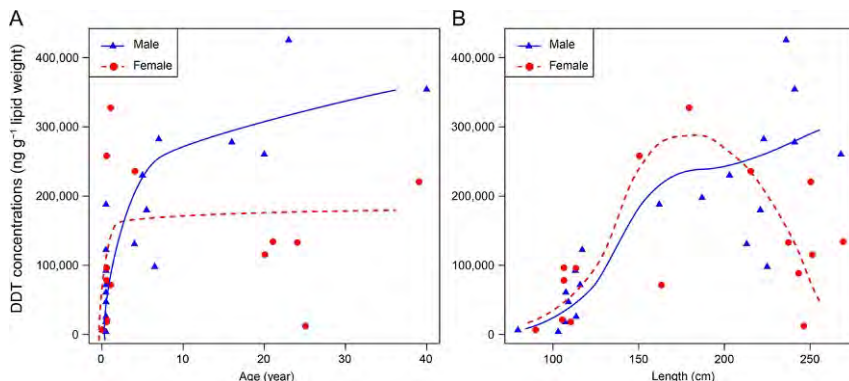 A
B
DDT concentrations (ng g⁻¹ lipid weight)
400,000
300,000
200,000
100,000
0
Male
Female
0
10
20
30
40
Age (year)
400,000
300,000
200,000
100,000
0
Male
Female
100
150
200
250
Length (cm)